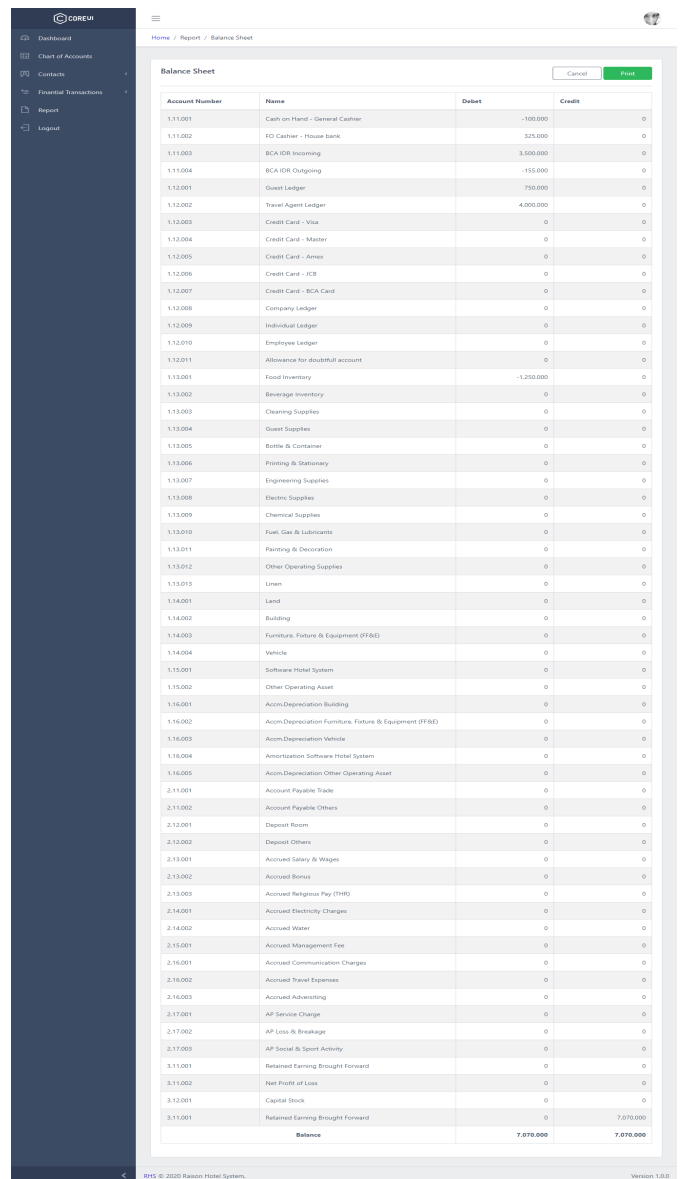 COREUI
Dashboard
Chart of Accounts
Contacts
Finantial Transactions
Report
Logout
Home / Report / Balance Sheet
Balance Sheet
Cancel Print
Account Number Name Debet Credit
1.11.001 Cash on Hand - General Cashier -100.000 0
1.11.002 FO Cashier - House bank 325.000 0
1.11.003 BCA IDR Incoming 3.500.000 0
1.11.004 BCA IDR Outgoing -155.000 0
1.12.001 Guest Ledger 750.000 0
1.12.002 Travel Agent Ledger 4.000.000 0
1.12.003 Credit Card - Visa 0 0
1.12.004 Credit Card - Master 0 0
1.12.005 Credit Card - Amex 0 0
1.12.006 Credit Card - JCB 0 0
1.12.007 Credit Card - BCA Card 0 0
1.12.008 Company Ledger 0 0
1.12.009 Individual Ledger 0 0
1.12.010 Employee Ledger 0 0
1.12.011 Allowance for doubtfull account 0 0
1.13.001 Food Inventory -1.250.000 0
1.13.002 Beverage Inventory 0 0
1.13.003 Cleaning Supplies 0 0
1.13.004 Guest Supplies 0 0
1.13.005 Bottle & Container 0 0
1.13.006 Printing & Stationary 0 0
1.13.007 Engineering Supplies 0 0
1.13.008 Electric Supplies 0 0
1.13.009 Chemical Supplies 0 0
1.13.010 Fuel, Gas & Lubricants 0 0
1.13.011 Painting & Decoration 0 0
1.13.012 Other Operating Supplies 0 0
1.13.013 Linen 0 0
1.14.001 Land 0 0
1.14.002 Building 0 0
1.14.003 Furniture, Fixture & Equipment (FF&E) 0 0
1.14.004 Vehicle 0 0
1.15.001 Software Hotel System 0 0
1.15.002 Other Operating Asset 0 0
1.16.001 Accm.Depreciation Building 0 0
1.16.002 Accm.Depreciation Furniture, Fixture & Equipment (FF&E) 0 0
1.16.003 Accm.Depreciation Vehicle 0 0
1.16.004 Amortization Software Hotel System 0 0
1.16.005 Accm.Depreciation Other Operating Asset 0 0
2.11.001 Account Payable Trade 0 0
2.11.002 Account Payable Others 0 0
2.12.001 Deposit Room 0 0
2.12.002 Deposit Others 0 0
2.13.001 Accrued Salary & Wages 0 0
2.13.002 Accrued Bonus 0 0
2.13.003 Accrued Religious Pay (THR) 0 0
2.14.001 Accrued Electricity Charges 0 0
2.14.002 Accrued Water 0 0
2.15.001 Accrued Management Fee 0 0
2.16.001 Accrued Communication Charges 0 0
2.16.002 Accrued Travel Expenses 0 0
2.16.003 Accrued Adversiting 0 0
2.17.001 AP Service Charge 0 0
2.17.002 AP Loss & Breakage 0 0
2.17.003 AP Social & Sport Activity 0 0
3.11.001 Retained Earning Brought Forward 0 0
3.11.002 Net Profit of Loss 0 0
3.12.001 Capital Stock 0 0
3.11.001 Retained Earning Brought Forward 0 7.070.000
Balance 7.070.000 7.070.000
RHS © 2020 Raison Hotel System. Version 1.0.0